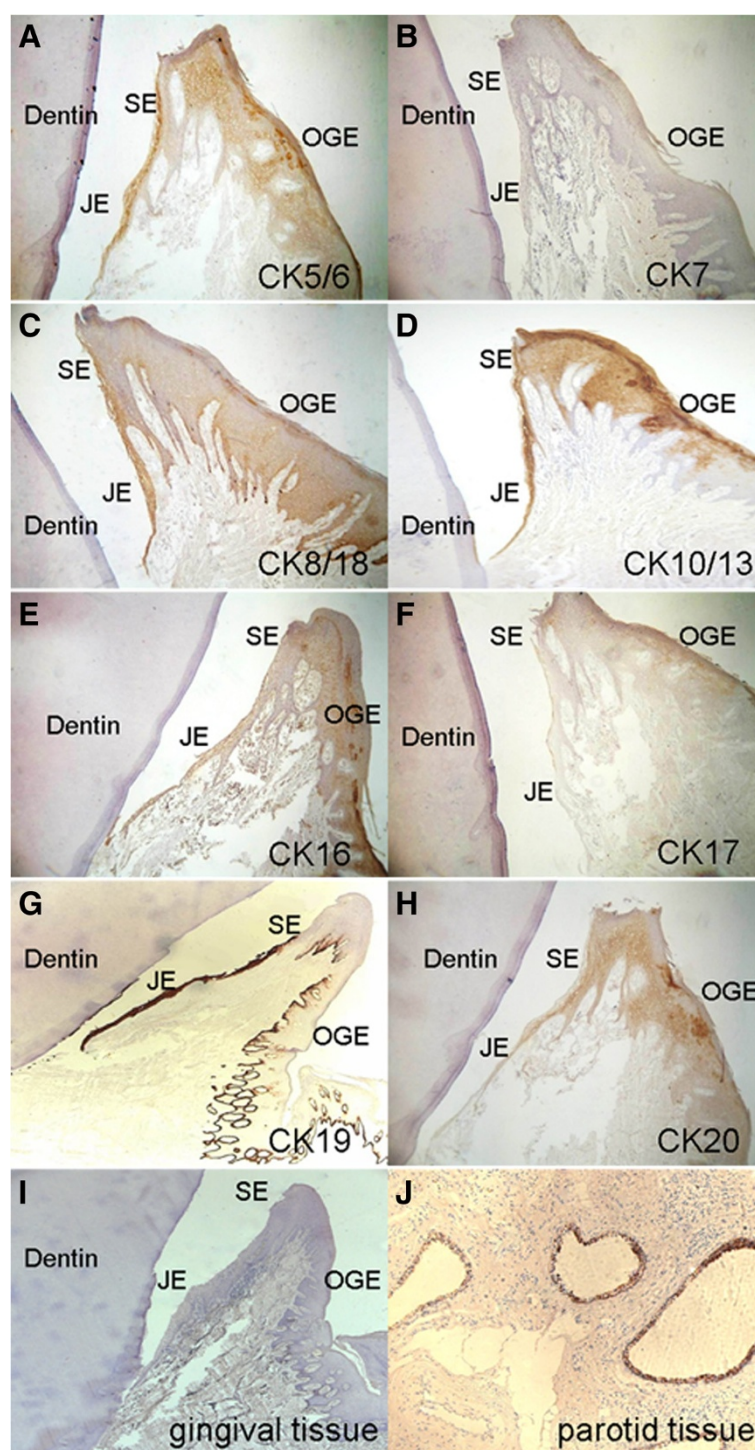 A
SE
Dentin
OGE
JE
CK5/6
B
SE
Dentin
OGE
JE
CK7
C
SE
OGE
JE
Dentin
CK8/18
D
SE
OGE
JE
Dentin
CK10/13
E
SE
Dentin
OGE
JE
CK16
F
SE
OGE
Dentin
JE
CK17
G
SE
Dentin
JE
OGE
CK19
H
Dentin
SE
OGE
JE
CK20
I
SE
Dentin
JE
OGE
gingival tissue
J
parotid tissue